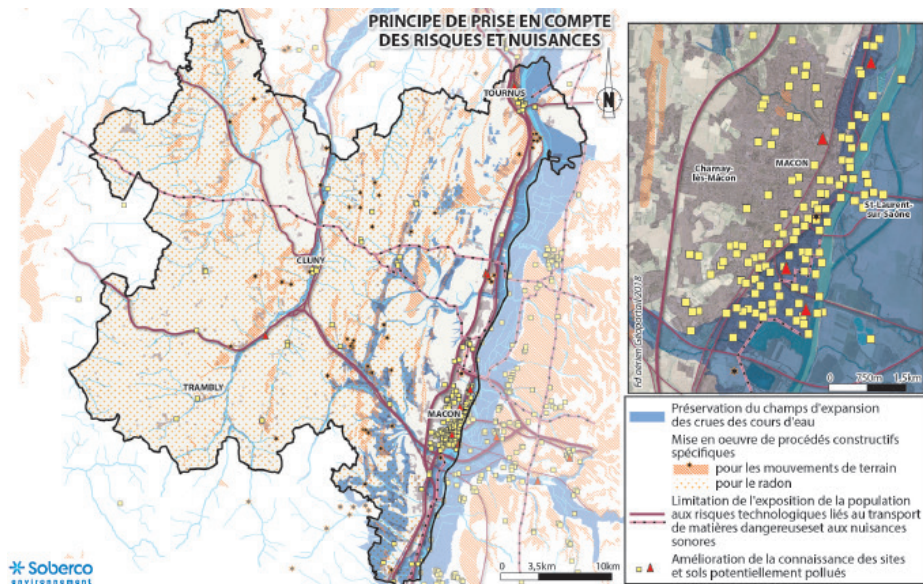 PRINCIPE DE PRISE EN COMPTE
DES RISQUES ET NUISANCES
TOURNUS
N
CLUNY
TRAMBLY
MACON
0 3,5km 10km
Soberco
environnement
MACON
Charnay
lès-Mâcon
St-Laurent-
sur-Saône
Fd aérien Géoportail 2018
0 750m 1.5km
Préservation du champs d'expansion
des crues des cours d'eau
Mise en oeuvre de procédés constructifs
spécifiques
pour les mouvements de terrain
pour le radon
Limitation de l'exposition de la population
aux risques technologiques liés au transport
de matières dangereuseset aux nuisances
sonores
Amélioration de la connaissance des sites
et sols potentiellement pollués